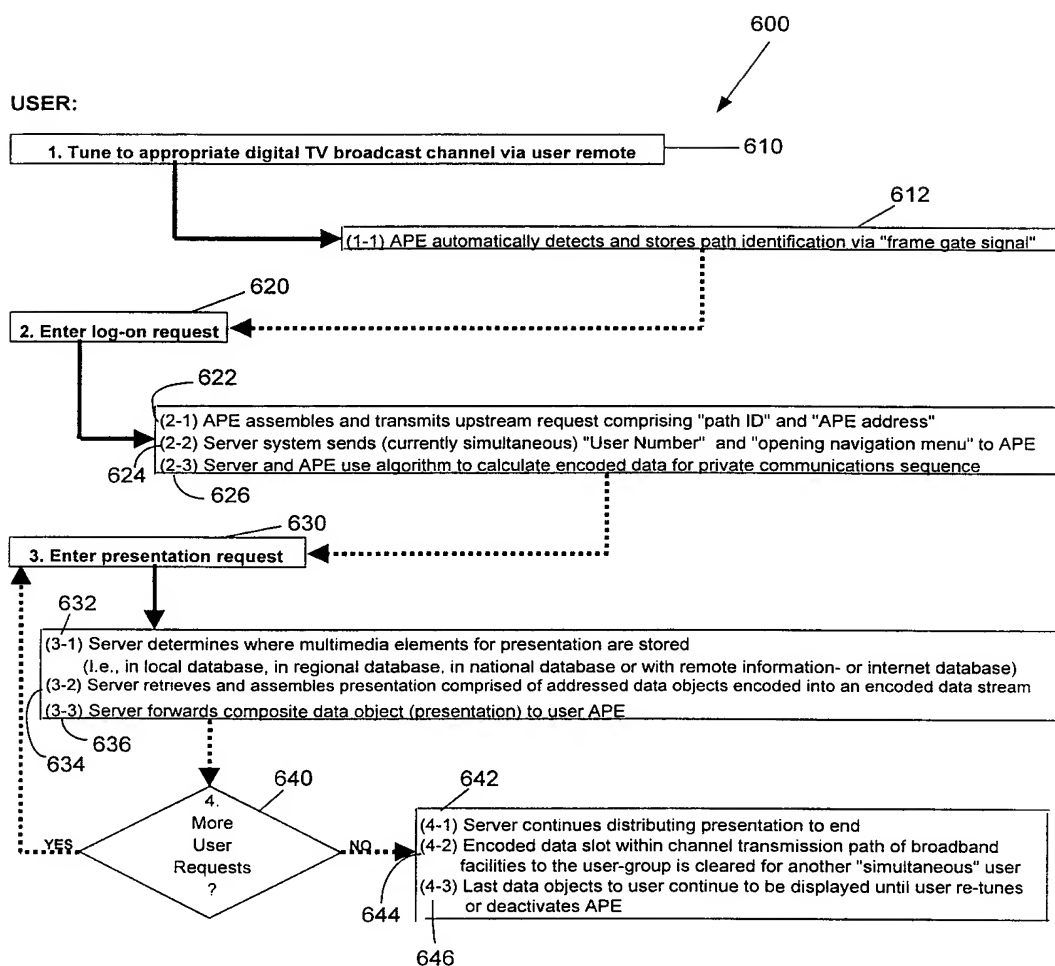 600
USER:
1. Tune to appropriate digital TV broadcast channel via user remote
610
612
(1-1) APE automatically detects and stores path identification via "frame gate signal"
620
2. Enter log-on request
622
(2-1) APE assembles and transmits upstream request comprising "path ID" and "APE address"
(2-2) Server system sends (currently simultaneous) "User Number" and "opening navigation menu" to APE
624
(2-3) Server and APE use algorithm to calculate encoded data for private communications sequence
626
630
3. Enter presentation request
632
(3-1) Server determines where multimedia elements for presentation are stored
(I.e., in local database, in regional database, in national database or with remote information- or internet database)
(3-2) Server retrieves and assembles presentation comprised of addressed data objects encoded into an encoded data stream
(3-3) Server forwards composite data object (presentation) to user APE
634
636
640
4.
More
User
Requests
?
YES
NO
642
(4-1) Server continues distributing presentation to end
(4-2) Encoded data slot within channel transmission path of broadband
facilities to the user-group is cleared for another "simultaneous" user
(4-3) Last data objects to user continue to be displayed until user re-tunes
or deactivates APE
644
646